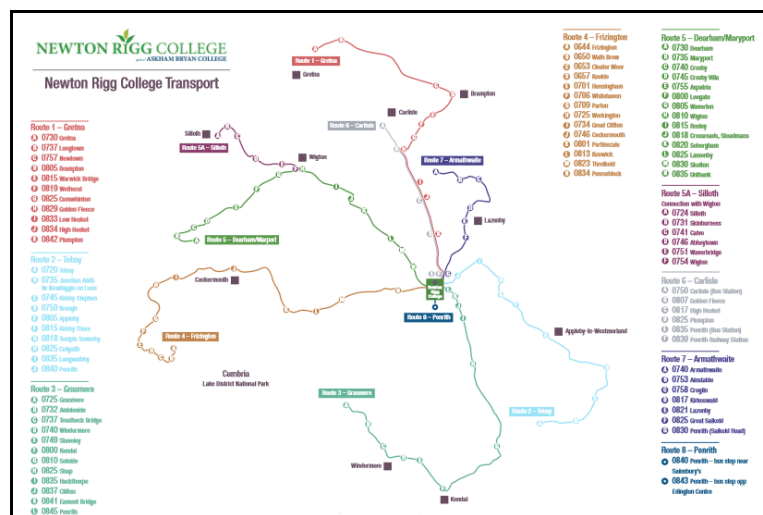 NEWTON RIGG COLLEGE
part of ASKHAM BRYAN COLLEGE
Newton Rigg College Transport
Route 1 – Gretna
A 0730 Gretna
B 0737 Longtown
C 0757 Newtown
D 0805 Brampton
E 0815 Warwick Bridge
F 0819 Wetheral
G 0825 Cumwhinton
H 0829 Golden Fleece
I 0833 Low Hesket
J 0834 High Hesket
K 0842 Plumpton
Route 2 – Tebay
A 0720 Tebay
B 0735 Junction
C 0745 Kirkby Stephen
D 0750 Brough
E 0805 Appleby
F 0815 Kirkby Thore
G 0818 Temple Sowerby
H 0825 Culgaith
I 0835 Langwathby
J 0840 Penrith
Route 3 – Grasmere
A 0725 Grasmere
B 0732 Ambleside
C 0737 Troutbeck Bridge
D 0740 Windermere
E 0749 Staveley
F 0800 Kendal
G 0810 Selside
H 0825 Shap
I 0835 Hackthorpe
J 0837 Clifton
K 0841 Eamont Bridge
L 0845 Penrith
Route 1 – Gretna
Gretna
Brampton
Carlisle
Route 6 – Carlisle
Silloth
Route 5A – Silloth
Wigton
Route 7 – Armathwaite
Lazonby
Route 5 – Dearham/Maryport
Cockermouth
Newton Rigg College
Route 8 – Penrith
Appleby-in-Westmorland
Route 4 – Frizington
Cumbria
Lake District National Park
Route 3 – Grasmere
Route 2 – Tebay
Windermere
Kendal
Route 4 – Frizington
A 0644 Frizington
B 0650 Wath Brow
C 0653 Cleator Moor
D 0657 Keekle
E 0701 Hensingham
F 0706 Whitehaven
G 0709 Parton
H 0725 Workington
I 0734 Great Clifton
J 0746 Cockermouth
K 0801 Portinscale
L 0813 Keswick
M 0823 Threlkeld
N 0834 Penruddock
Route 5 – Dearham/Maryport
A 0730 Dearham
B 0735 Maryport
C 0740 Crosby
D 0745 Crosby Villa
E 0755 Aspatria
F 0800 Leegate
G 0805 Waverton
H 0810 Wigton
I 0815 Rosley
J 0818 Crossroads,
K 0820 Sebergham
L 0825 Lamonby
M 0830 Skelton
N 0835 Unthank
Route 5A – Silloth
Connection with Wigton
A 0724 Silloth
B 0731 Skinburness
C 0741 Calvo
D 0746 Abbeytown
E 0751 Waverbridge
F 0754 Wigton
Route 6 – Carlisle
A 0750 Carlisle (Bus Station)
B 0807 Golden Fleece
C 0817 High Hesket
D 0825 Plumpton
E 0835 Penrith (Bus Station)
F 0839 Penrith Railway Station
Route 7 – Armathwaite
A 0740 Armathwaite
B 0753 Ainstable
C 0758 Croglin
D 0817 Kirkoswald
E 0821 Lazonby
F 0825 Great Salkeld
G 0830 Penrith (Salkeld Road)
Route 8 – Penrith
0840 Penrith – bus stop near
Sainsbury's
0843 Penrith – bus stop opp
Edington Centre